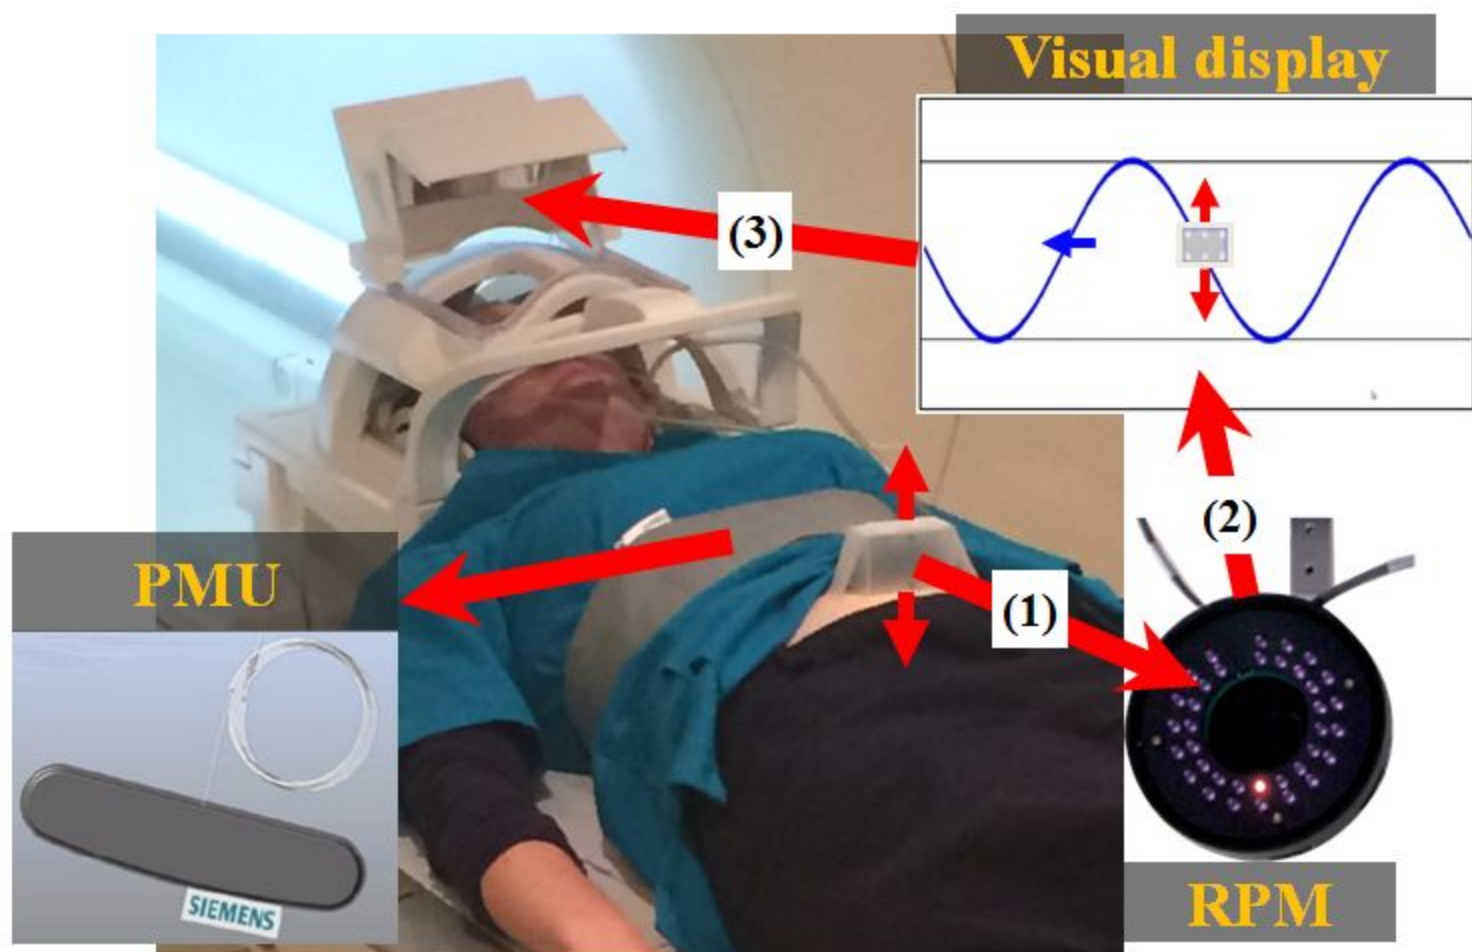 Visual display
(3)
(2)
PMU
(1)
SIEMENS
RPM